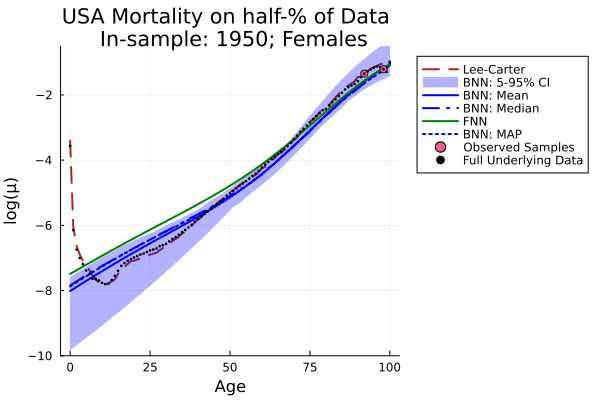 USA Mortality on half-% of Data
In-sample: 1950; Females
log(μ)
−2
−4
−6
−8
−10
0
25
50
75
100
Age
Lee-Carter
BNN: 5-95% CI
BNN: Mean
BNN: Median
FNN
BNN: MAP
Observed Samples
Full Underlying Data